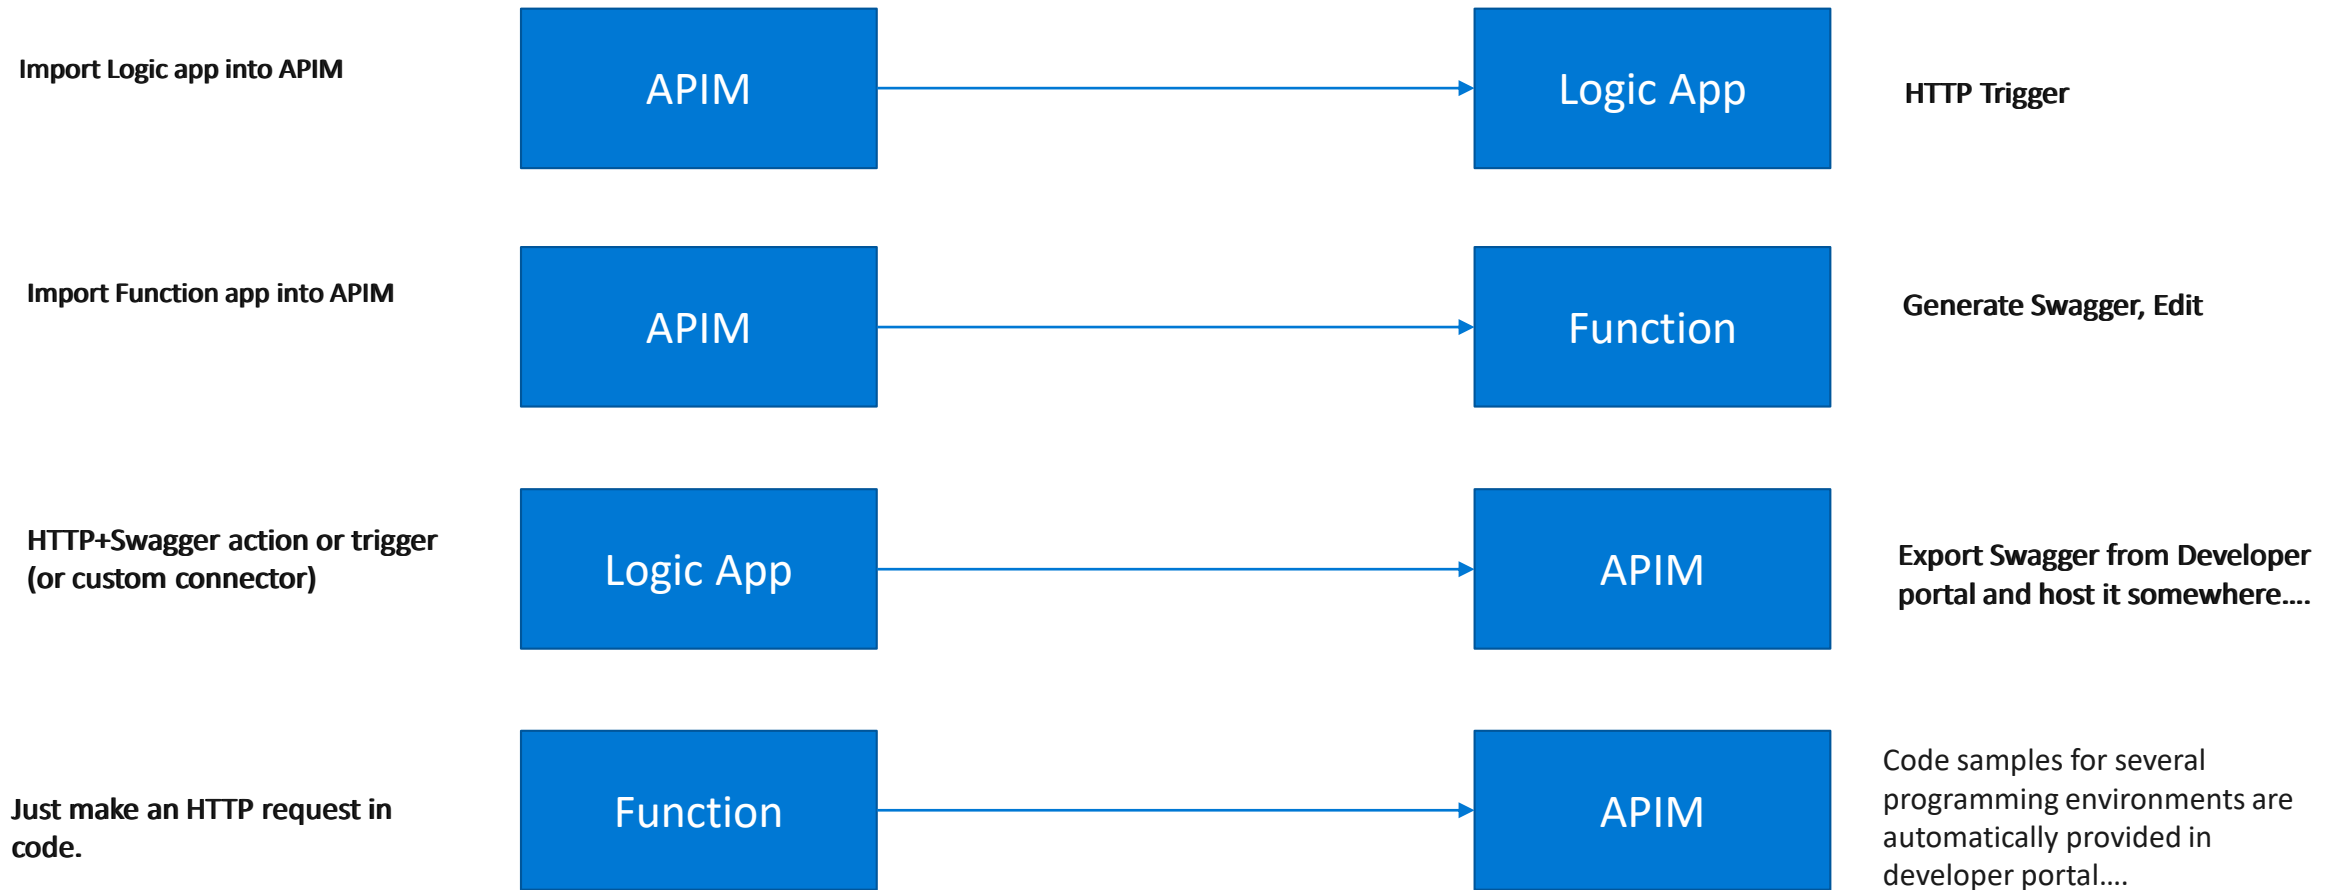 Import Logic app into APIM
APIM
Logic App
HTTP Trigger
Import Function app into APIM
APIM
Function
Generate Swagger, Edit
HTTP+Swagger action or trigger
(or custom connector)
Logic App
APIM
Export Swagger from Developer
portal and host it somewhere....
Just make an HTTP request in
code.
Function
APIM
Code samples for several
programming environments are
automatically provided in
developer portal....